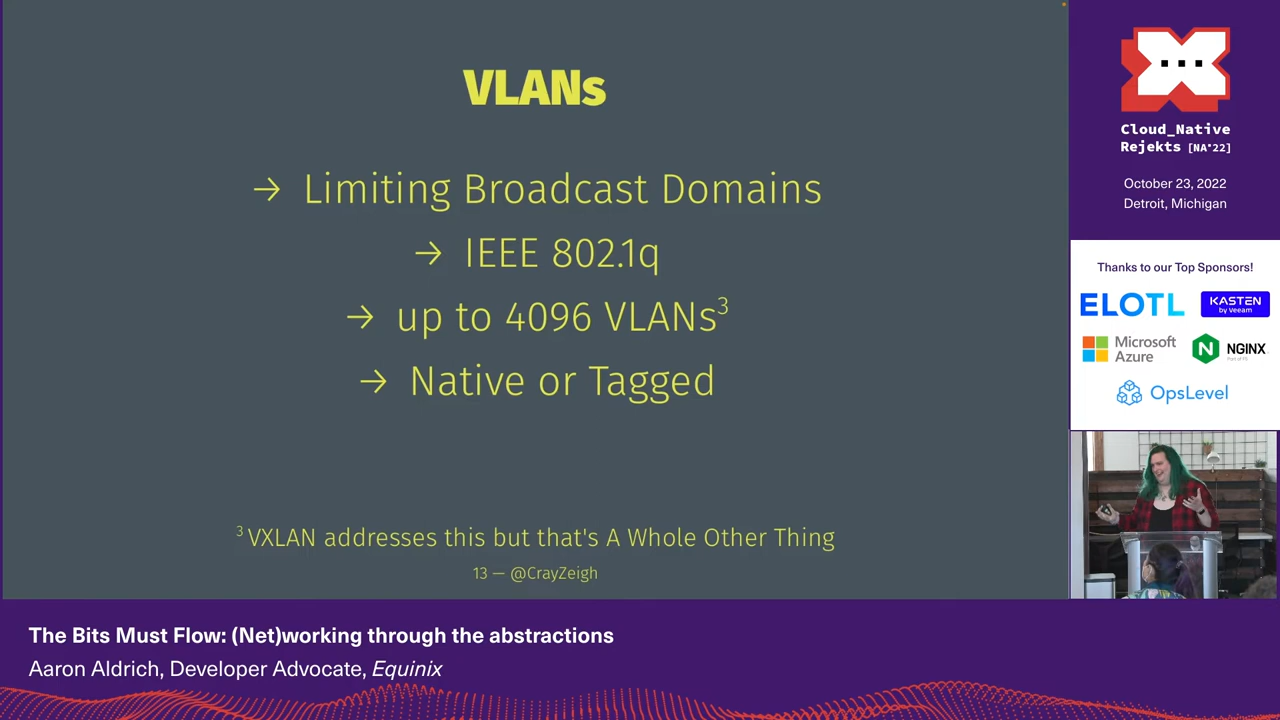 VLANs
→ Limiting Broadcast Domains
→ IEEE 802.1q
→ up to 4096 VLANs³
→ Native or Tagged
³ VXLAN addresses this but that's A Whole Other Thing
13 — @CrayZeigh
Cloud_Native
Rejekts [NA'22]
October 23, 2022
Detroit, Michigan
Thanks to our Top Sponsors!
ELOTL
KASTEN
by Veeam
Microsoft
Azure
NGINX
Part of F5
OpsLevel
The Bits Must Flow: (Net)working through the abstractions
Aaron Aldrich, Developer Advocate, Equinix